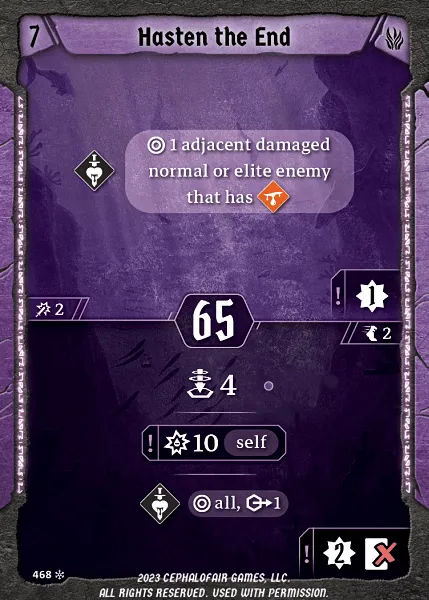 7
Hasten the End
1 adjacent damaged
normal or elite enemy
that has
! 1
2
65
2
4
! 10 self
all, 1
! 2
468
2023 CEPHALOFAIR GAMES, LLC.
ALL RIGHTS RESERVED. USED WITH PERMISSION.